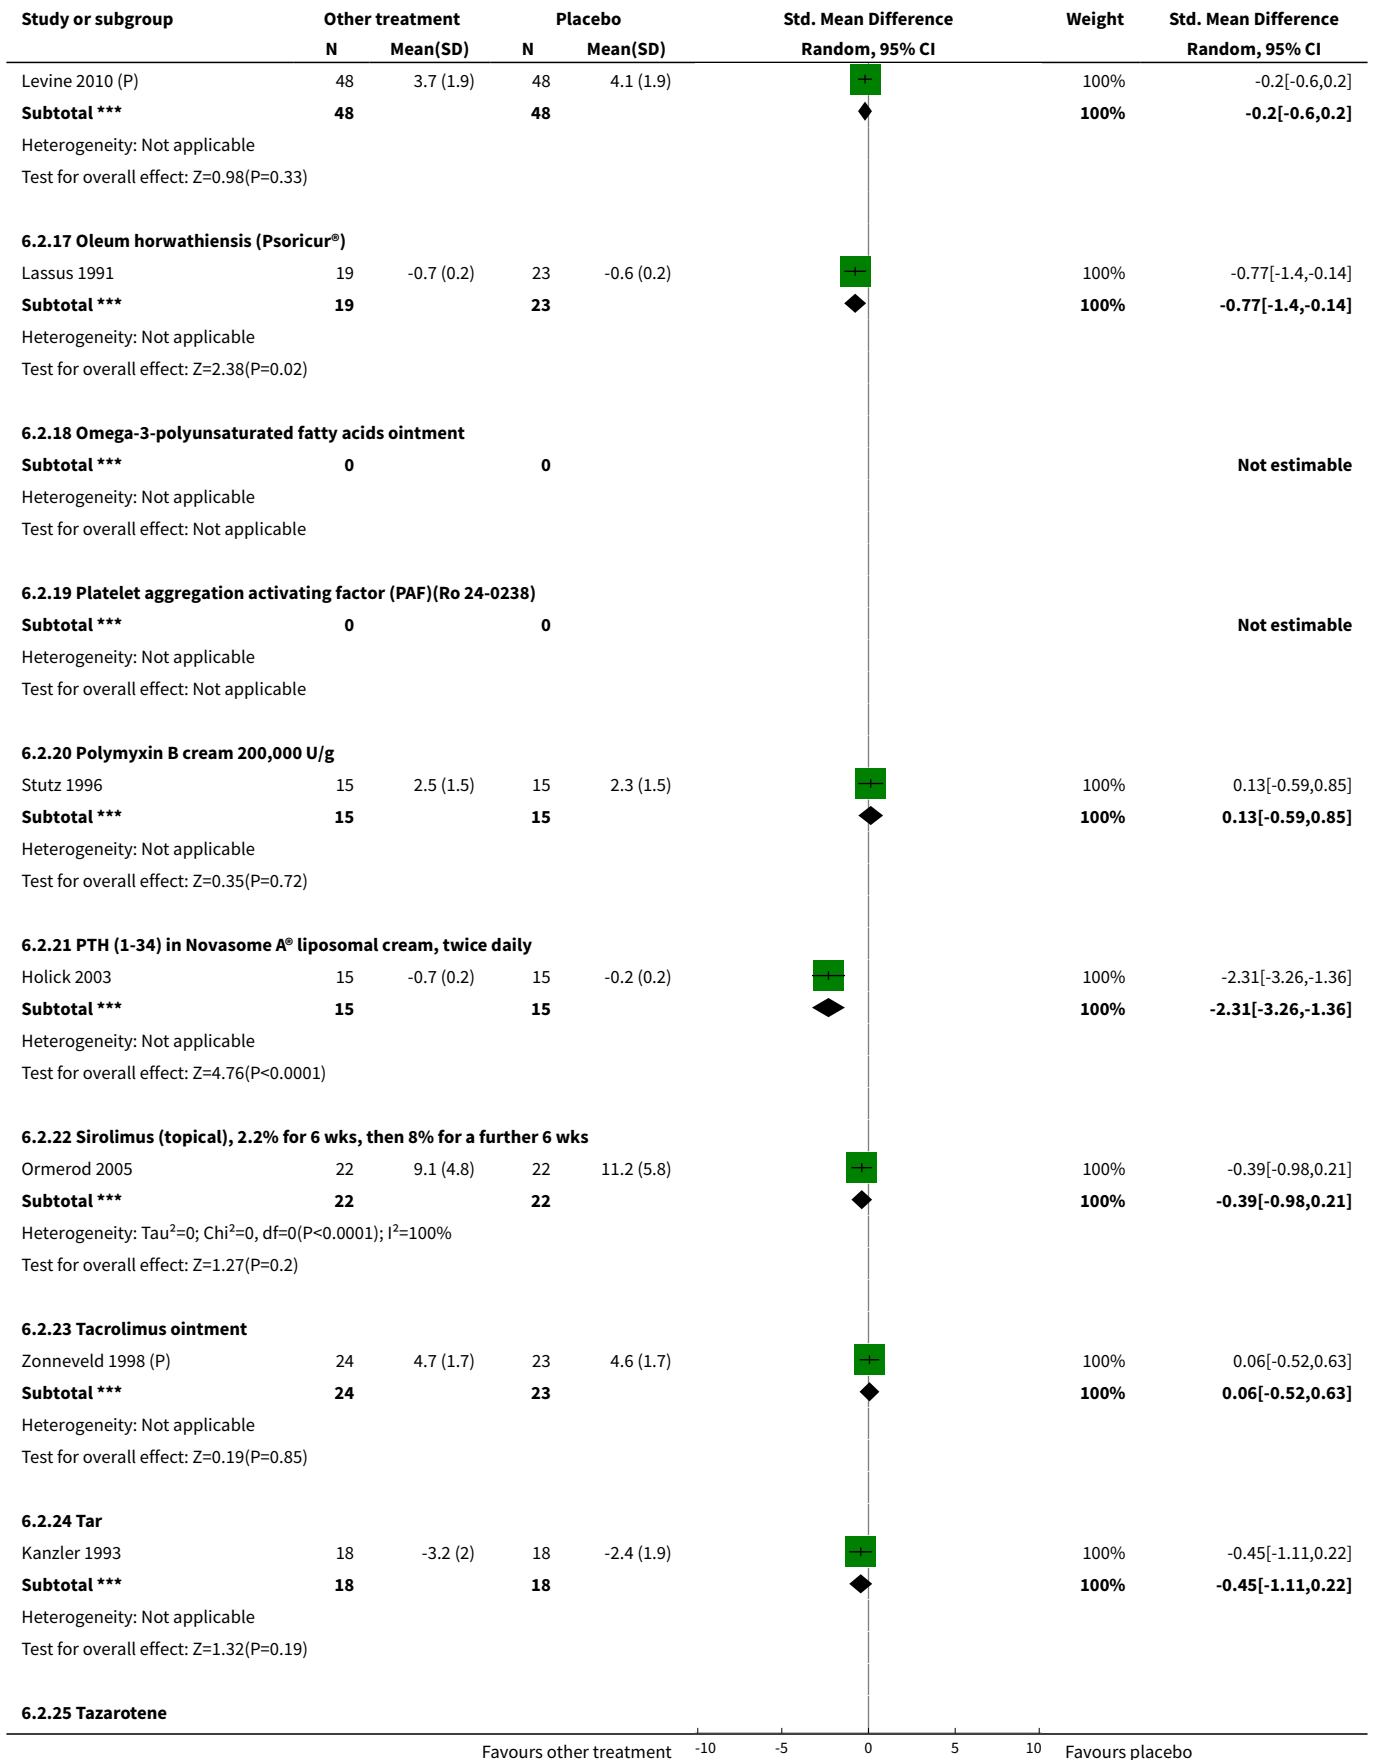 Study or subgroup Other treatment Placebo Std. Mean Difference Weight Std. Mean Difference
N Mean(SD) N Mean(SD) Random, 95% CI Random, 95% CI
Levine 2010 (P) 48 3.7 (1.9) 48 4.1 (1.9) 100% -0.2[-0.6,0.2]
Subtotal *** 48 48 100% -0.2[-0.6,0.2]
Heterogeneity: Not applicable
Test for overall effect: Z=0.98(P=0.33)
6.2.17 Oleum horwathiensis (Psoricur®)
Lassus 1991 19 -0.7 (0.2) 23 -0.6 (0.2) 100% -0.77[-1.4,-0.14]
Subtotal *** 19 23 100% -0.77[-1.4,-0.14]
Heterogeneity: Not applicable
Test for overall effect: Z=2.38(P=0.02)
6.2.18 Omega-3-polyunsaturated fatty acids ointment
Subtotal *** 0 0 Not estimable
Heterogeneity: Not applicable
Test for overall effect: Not applicable
6.2.19 Platelet aggregation activating factor (PAF)(Ro 24-0238)
Subtotal *** 0 0 Not estimable
Heterogeneity: Not applicable
Test for overall effect: Not applicable
6.2.20 Polymyxin B cream 200,000 U/g
Stutz 1996 15 2.5 (1.5) 15 2.3 (1.5) 100% 0.13[-0.59,0.85]
Subtotal *** 15 15 100% 0.13[-0.59,0.85]
Heterogeneity: Not applicable
Test for overall effect: Z=0.35(P=0.72)
6.2.21 PTH (1-34) in Novasome A® liposomal cream, twice daily
Holick 2003 15 -0.7 (0.2) 15 -0.2 (0.2) 100% -2.31[-3.26,-1.36]
Subtotal *** 15 15 100% -2.31[-3.26,-1.36]
Heterogeneity: Not applicable
Test for overall effect: Z=4.76(P<0.0001)
6.2.22 Sirolimus (topical), 2.2% for 6 wks, then 8% for a further 6 wks
Ormerod 2005 22 9.1 (4.8) 22 11.2 (5.8) 100% -0.39[-0.98,0.21]
Subtotal *** 22 22 100% -0.39[-0.98,0.21]
Heterogeneity: Tau²=0; Chi²=0, df=0(P<0.0001); I²=100%
Test for overall effect: Z=1.27(P=0.2)
6.2.23 Tacrolimus ointment
Zonneveld 1998 (P) 24 4.7 (1.7) 23 4.6 (1.7) 100% 0.06[-0.52,0.63]
Subtotal *** 24 23 100% 0.06[-0.52,0.63]
Heterogeneity: Not applicable
Test for overall effect: Z=0.19(P=0.85)
6.2.24 Tar
Kanzler 1993 18 -3.2 (2) 18 -2.4 (1.9) 100% -0.45[-1.11,0.22]
Subtotal *** 18 18 100% -0.45[-1.11,0.22]
Heterogeneity: Not applicable
Test for overall effect: Z=1.32(P=0.19)
6.2.25 Tazarotene
Favours other treatment -10 -5 0 5 10 Favours placebo